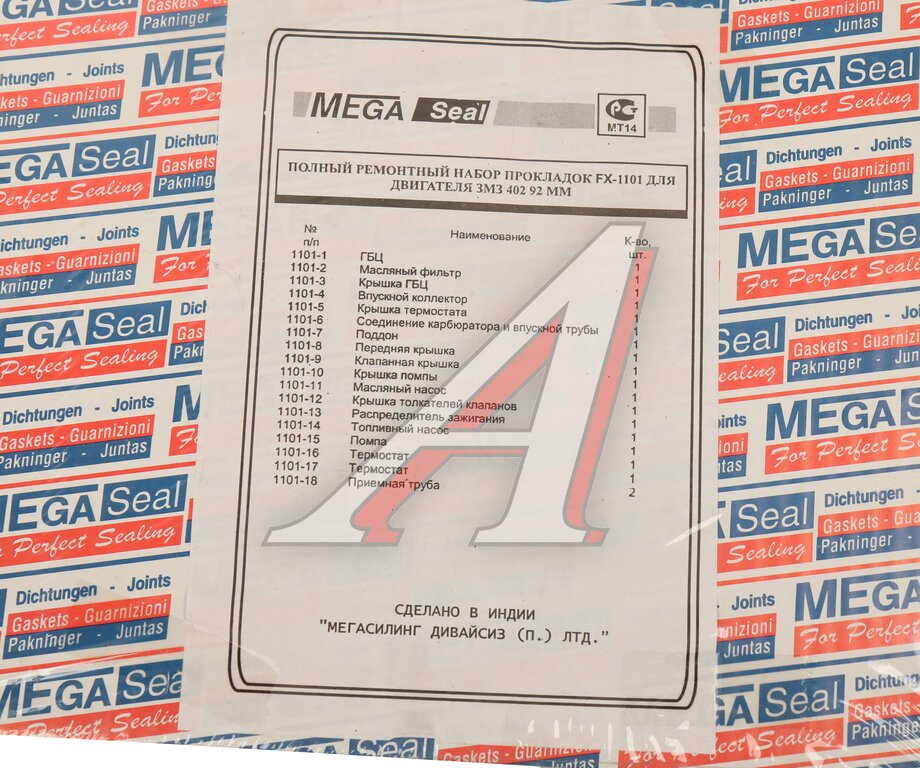 MEGA Seal
MT14
ПОЛНЫЙ РЕМОНТНЫЙ НАБОР ПРОКЛАДОК FX-1101 ДЛЯ
ДВИГАТЕЛЯ ЗМЗ 402 92 ММ
№ п/п Наименование К-во, шт.
1101-1 ГБЦ 1
1101-2 Масляный фильтр 1
1101-3 Крышка ГБЦ 1
1101-4 Впускной коллектор 1
1101-5 Крышка термостата 1
1101-6 Соединение карбюратора и впускной трубы 1
1101-7 Поддон 1
1101-8 Передняя крышка 1
1101-9 Клапанная крышка 1
1101-10 Крышка помпы 1
1101-11 Масляный насос 1
1101-12 Крышка толкателей клапанов 1
1101-13 Распределитель зажигания 1
1101-14 Топливный насос 1
1101-15 Помпа 1
1101-16 Термостат 1
1101-17 Термостат 1
1101-18 Приемная труба 2
СДЕЛАНО В ИНДИИ
"МЕГАСИЛИНГ ДИВАЙСИЗ (П.) ЛТД."
MEGA Seal
For Perfect Sealing
Dichtungen - Joints
Gaskets - Guarnizioni
Pakninger - Juntas